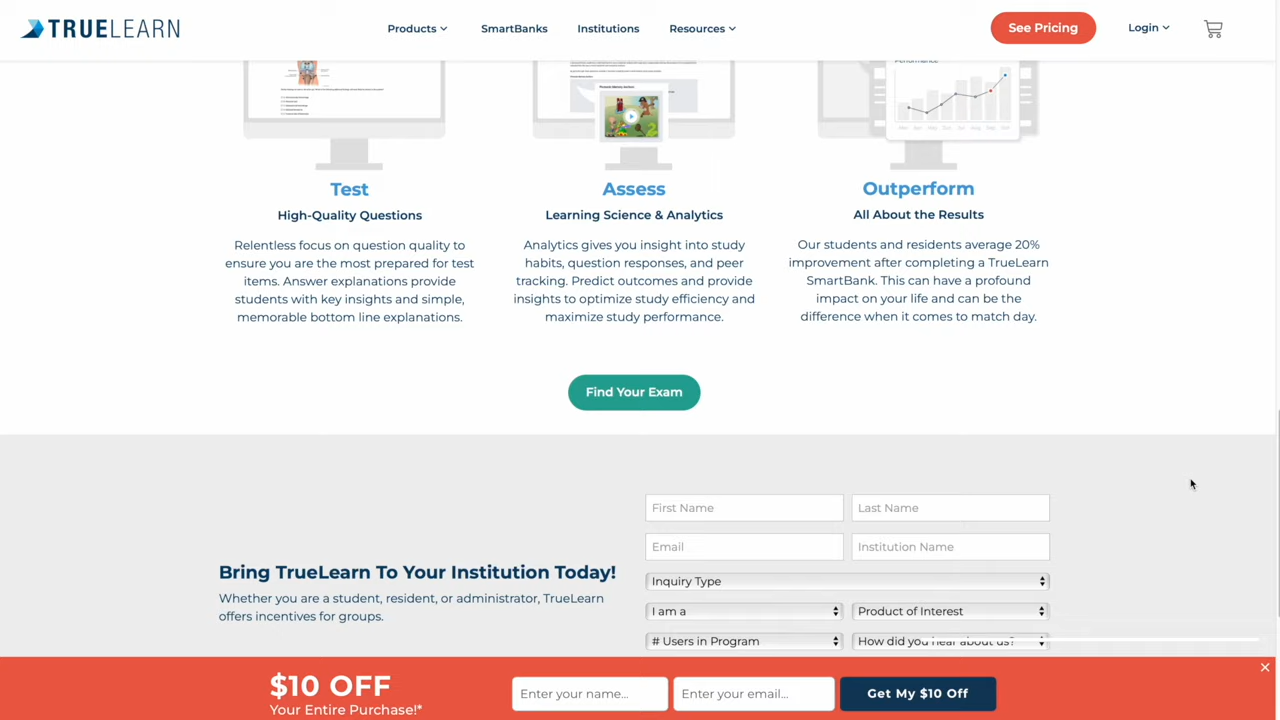 TRUELEARN
Products
SmartBanks
Institutions
Resources
See Pricing
Login
Performance
Test
High-Quality Questions
Relentless focus on question quality to
ensure you are the most prepared for test
items. Answer explanations provide
students with key insights and simple,
memorable bottom line explanations.
Assess
Learning Science & Analytics
Analytics gives you insight into study
habits, question responses, and peer
tracking. Predict outcomes and provide
insights to optimize study efficiency and
maximize study performance.
Outperform
All About the Results
Our students and residents average 20%
improvement after completing a TrueLearn
SmartBank. This can have a profound
impact on your life and can be the
difference when it comes to match day.
Find Your Exam
Bring TrueLearn To Your Institution Today!
Whether you are a student, resident, or administrator, TrueLearn
offers incentives for groups.
First Name
Last Name
Email
Institution Name
Inquiry Type
I am a
Product of Interest
# Users in Program
How did you hear about us?
$10 OFF
Your Entire Purchase!*
Enter your name...
Enter your email...
Get My $10 Off